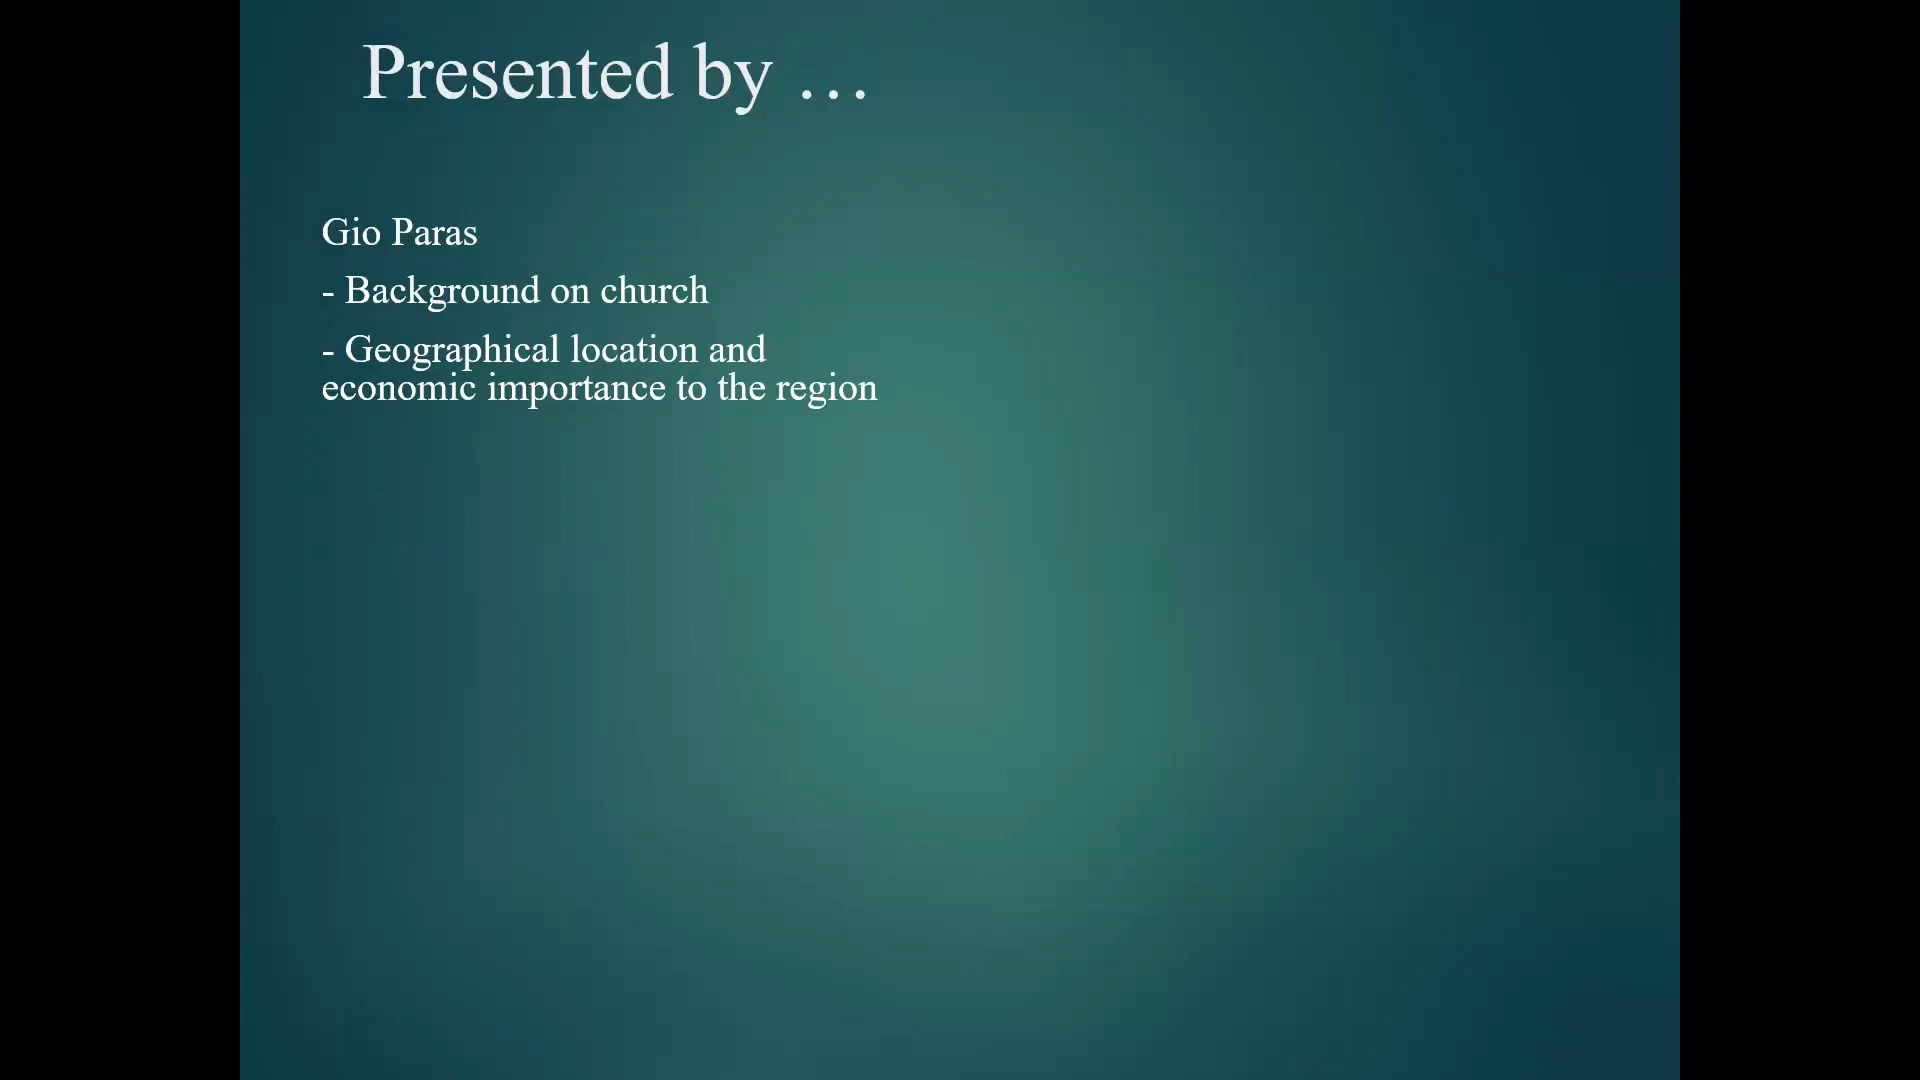 Presented by …
Gio Paras
- Background on church
- Geographical location and
economic importance to the region